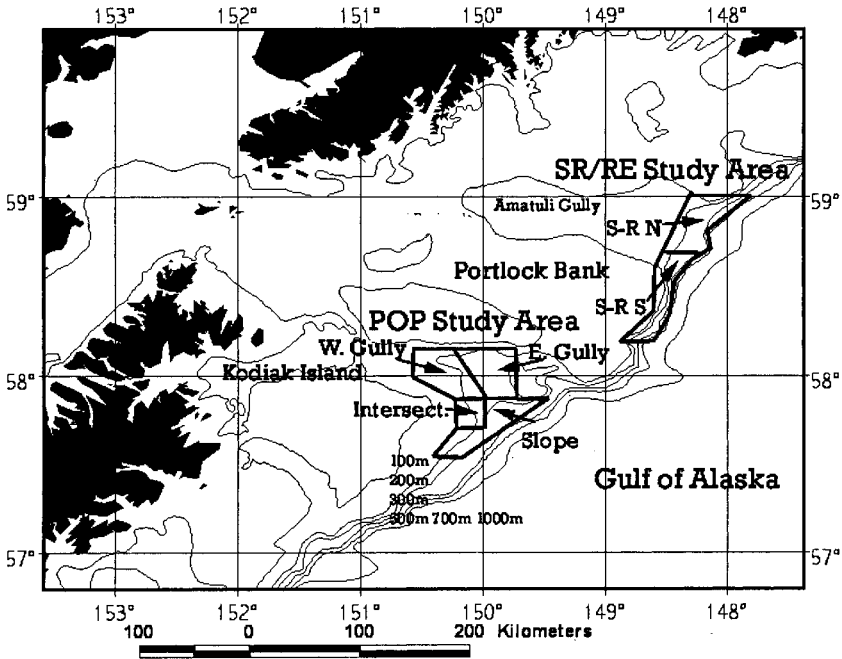 153° 152° 151° 150° 149° 148°
SR/RE Study Area
59° 59°
Amatuli Gully
S-R N
Portlock Bank
S-R S
POP Study Area
W. Gully E. Gully
58° 58°
Kodiak Island
Intersect.
Slope
100m
200m
300m
500m 700m 1000m
Gulf of Alaska
57° 57°
153° 152° 151° 150° 149° 148°
100 0 100 200 Kilometers